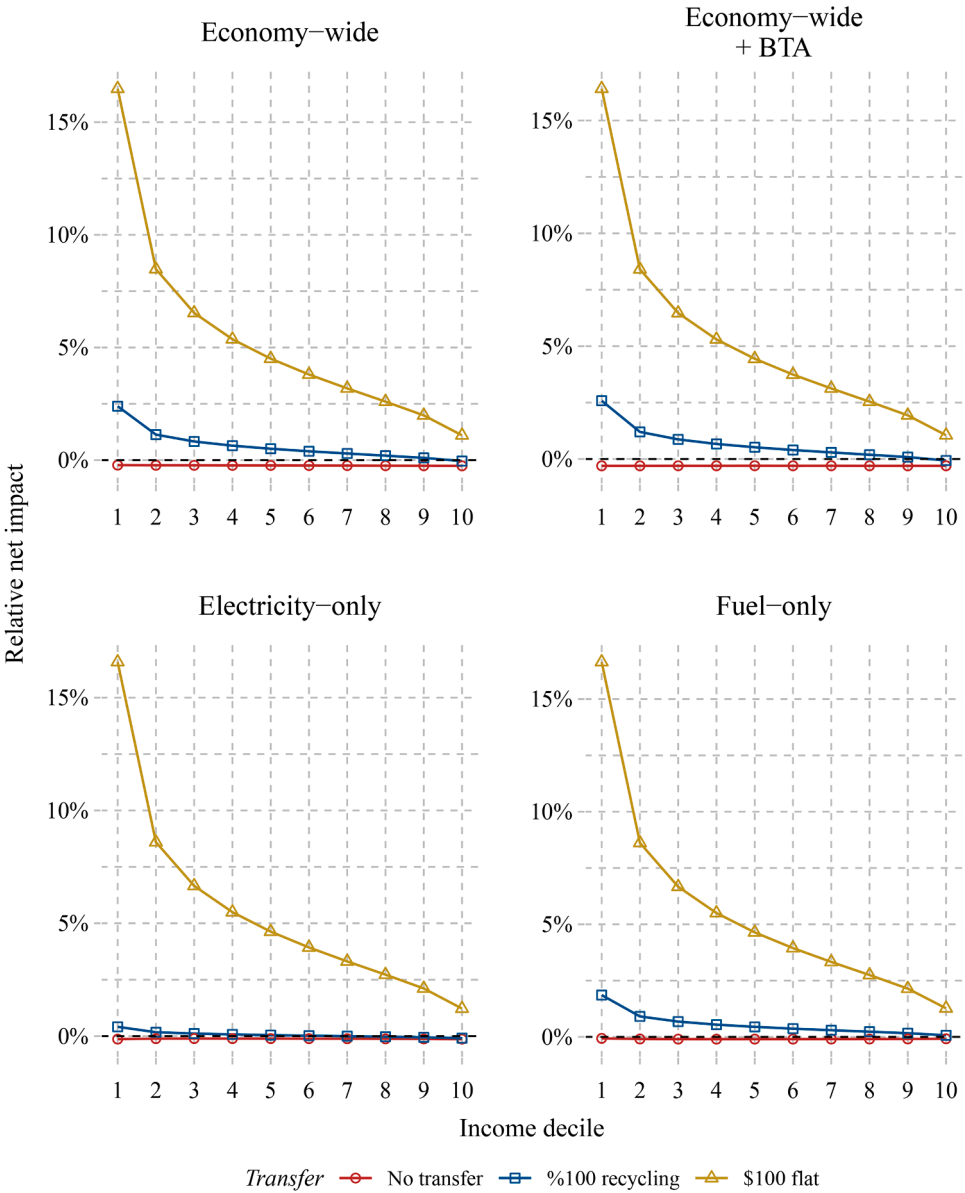 Economy−wide
Economy−wide
+ BTA
15%
10%
5%
0%
1 2 3 4 5 6 7 8 9 10
15%
10%
5%
0%
1 2 3 4 5 6 7 8 9 10
Relative net impact
Electricity−only
Fuel−only
15%
10%
5%
0%
1 2 3 4 5 6 7 8 9 10
15%
10%
5%
0%
1 2 3 4 5 6 7 8 9 10
Income decile
Transfer No transfer %100 recycling $100 flat